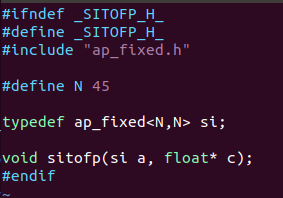 #ifndef _SITOFP_H_
#define _SITOFP_H_
#include "ap_fixed.h"
#define N 45
typedef ap_fixed<N,N> si;
void sitofp(si a, float* c);
#endif
~